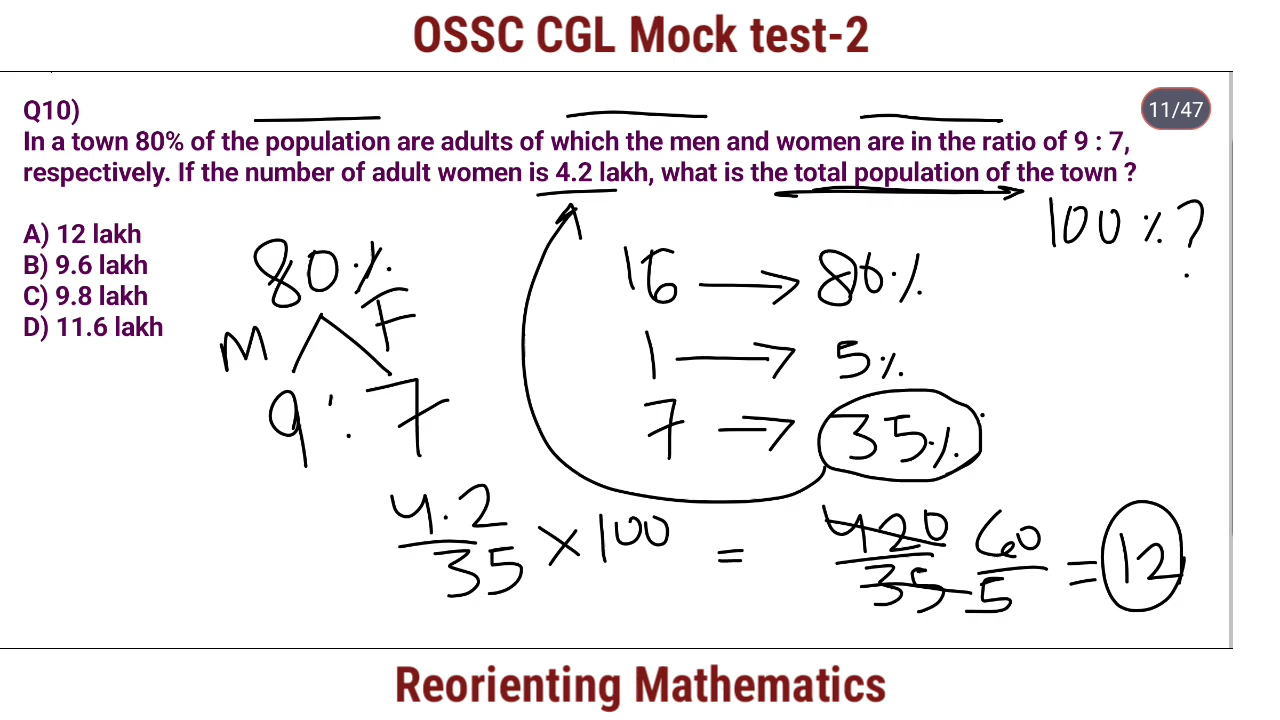 OSSC CGL Mock test-2
Q10)
11/47
In a town 80% of the population are adults of which the men and women are in the ratio of 9 : 7,
respectively. If the number of adult women is 4.2 lakh, what is the total population of the town ?
100 % ?
A) 12 lakh
B) 9.6 lakh
C) 9.8 lakh
D) 11.6 lakh
80 %
M F
9 : 7
16 → 80 %
1 → 5 %
7 → 35 %
4.2/35 × 100 = 420/35 60/5 = 12
Reorienting Mathematics